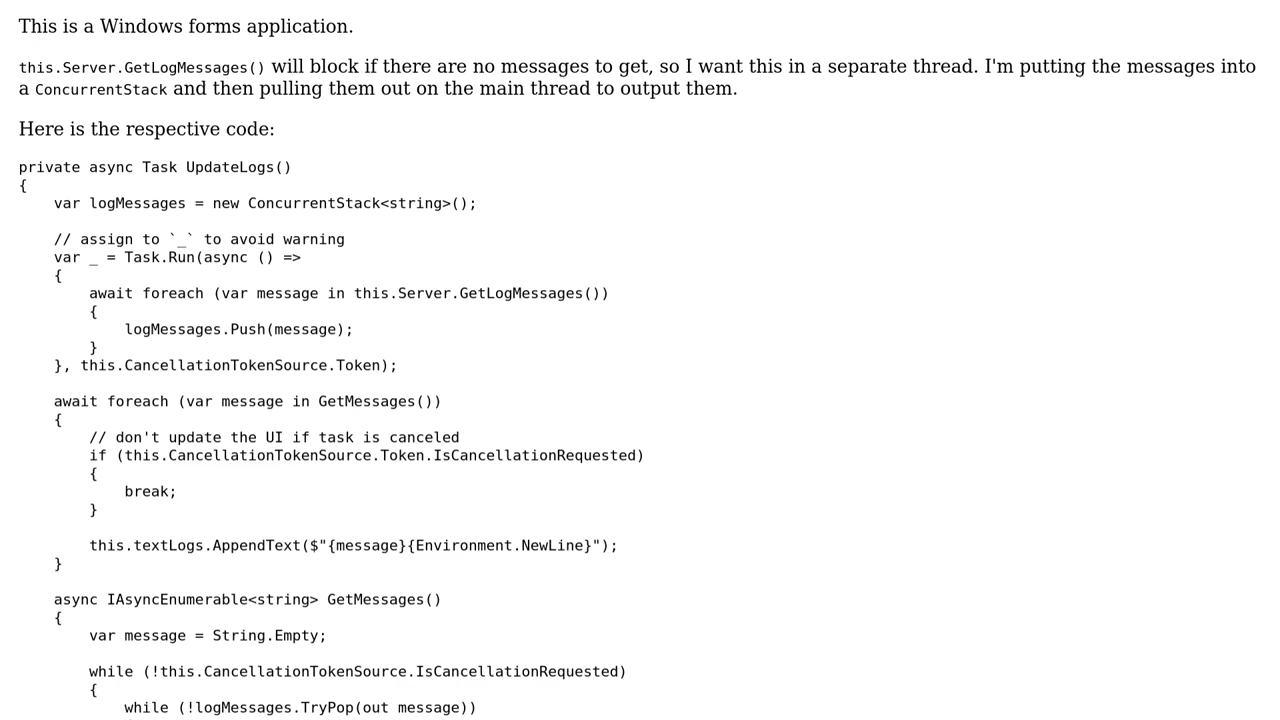 This is a Windows forms application.
this.Server.GetLogMessages() will block if there are no messages to get, so I want this in a separate thread. I'm putting the messages into
a ConcurrentStack and then pulling them out on the main thread to output them.
Here is the respective code:
private async Task UpdateLogs()
{
    var logMessages = new ConcurrentStack<string>();

    // assign to `_` to avoid warning
    var _ = Task.Run(async () =>
    {
        await foreach (var message in this.Server.GetLogMessages())
        {
            logMessages.Push(message);
        }
    }, this.CancellationTokenSource.Token);

    await foreach (var message in GetMessages())
    {
        // don't update the UI if task is canceled
        if (this.CancellationTokenSource.Token.IsCancellationRequested)
        {
            break;
        }

        this.textLogs.AppendText($"{message}{Environment.NewLine}");
    }

    async IAsyncEnumerable<string> GetMessages()
    {
        var message = String.Empty;

        while (!this.CancellationTokenSource.IsCancellationRequested)
        {
            while (!logMessages.TryPop(out message))